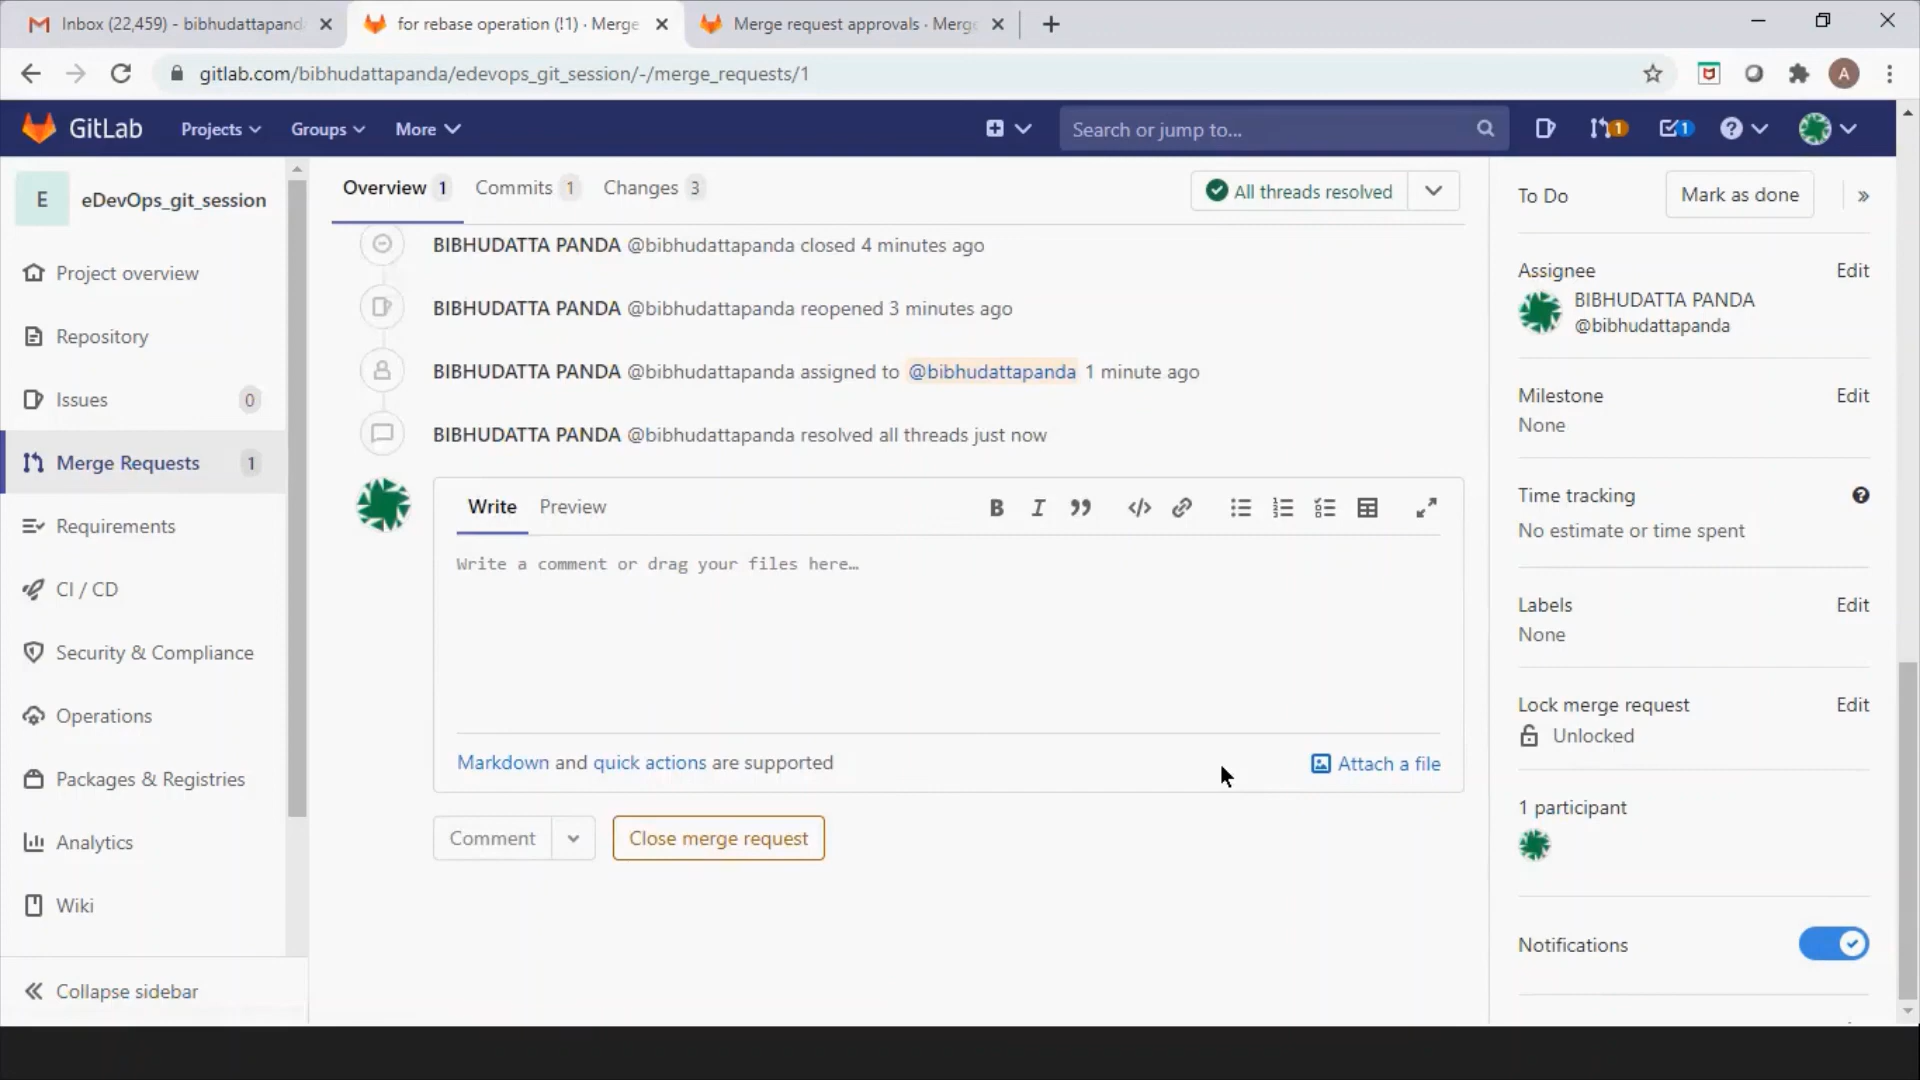 Inbox (22,459) - bibhudattapand
for rebase operation (!1) · Merge
Merge request approvals · Merge
gitlab.com/bibhudattapanda/edevops_git_session/-/merge_requests/1
A
GitLab
Projects
Groups
More
Search or jump to...
1
1
E
eDevOps_git_session
Project overview
Repository
Issues 0
Merge Requests 1
Requirements
CI / CD
Security & Compliance
Operations
Packages & Registries
Analytics
Wiki
Collapse sidebar
Overview 1
Commits 1
Changes 3
All threads resolved
BIBHUDATTA PANDA @bibhudattapanda closed 4 minutes ago
BIBHUDATTA PANDA @bibhudattapanda reopened 3 minutes ago
BIBHUDATTA PANDA @bibhudattapanda assigned to @bibhudattapanda 1 minute ago
BIBHUDATTA PANDA @bibhudattapanda resolved all threads just now
Write
Preview
Write a comment or drag your files here…
Markdown and quick actions are supported
Attach a file
Comment
Close merge request
To Do
Mark as done
Assignee
Edit
BIBHUDATTA PANDA
@bibhudattapanda
Milestone
Edit
None
Time tracking
No estimate or time spent
Labels
Edit
None
Lock merge request
Edit
Unlocked
1 participant
Notifications